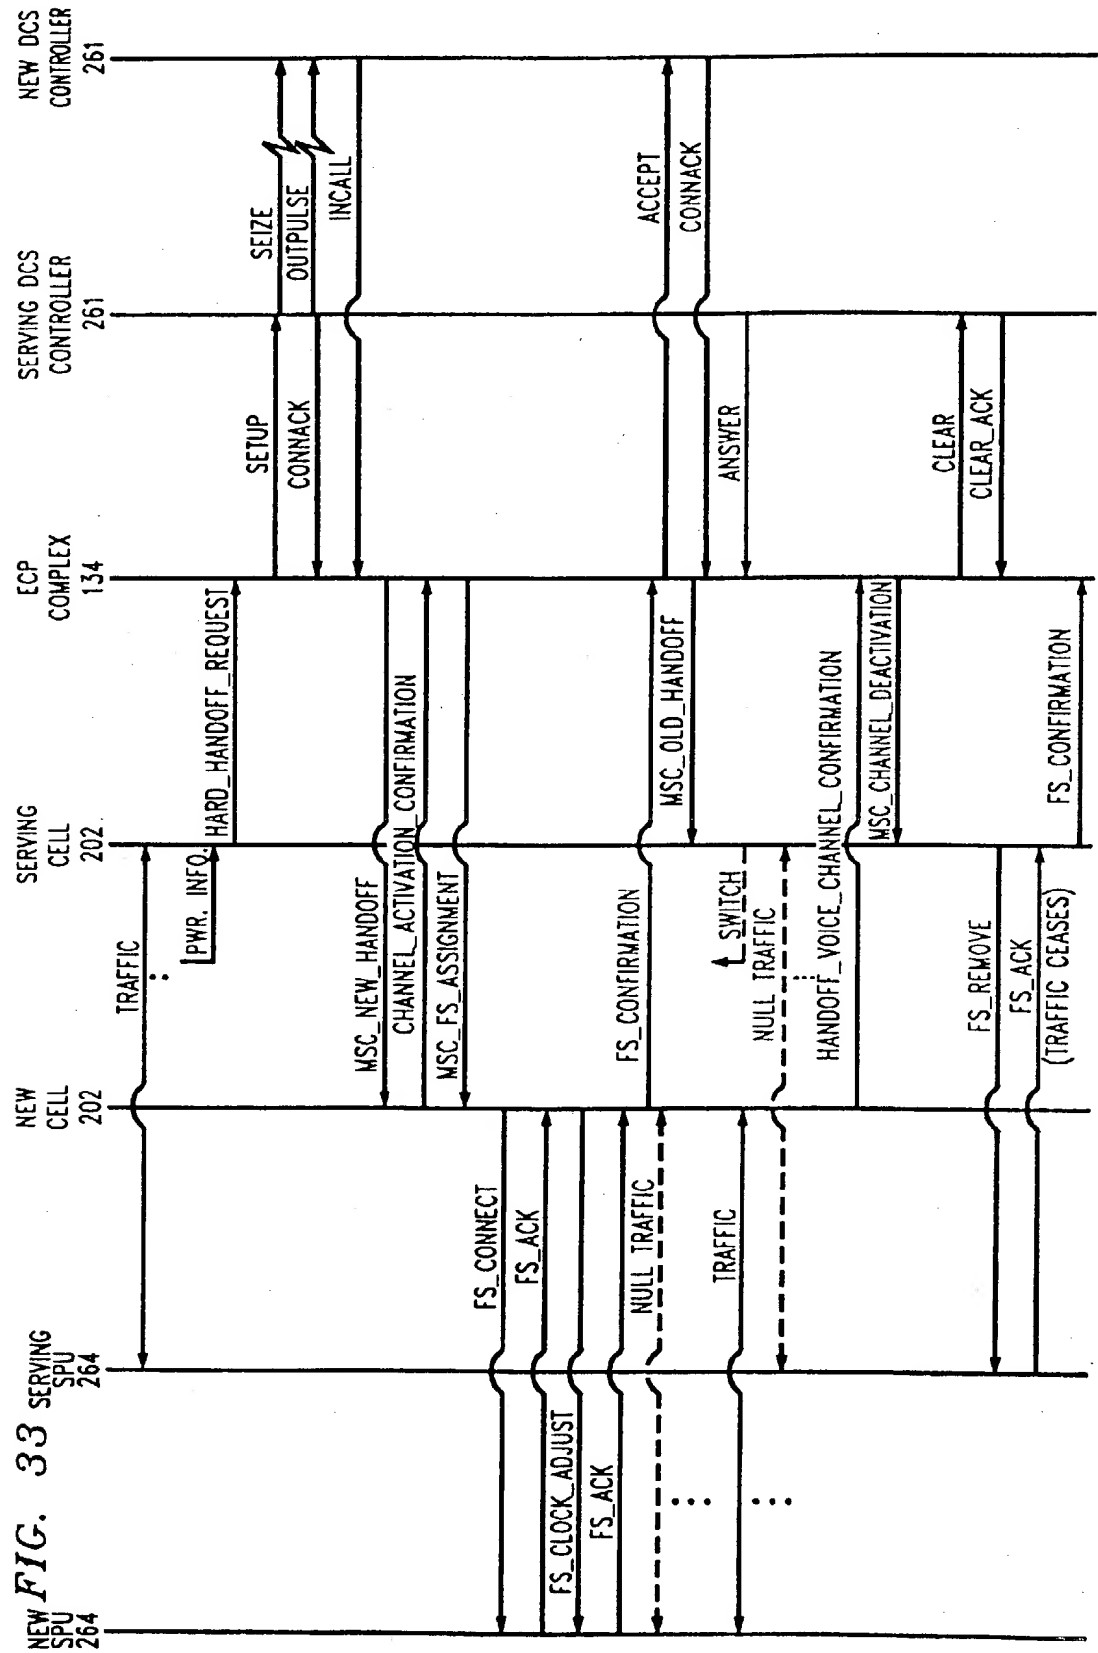 FIG. 33
NEW
SPU
264
SERVING
SPU
264
NEW
CELL
202
SERVING
CELL
202
ECP
COMPLEX
134
SERVING DCS
CONTROLLER
261
NEW DCS
CONTROLLER
261
TRAFFIC
PWR. INFO.
HARD_HANDOFF_REQUEST
SETUP
SEIZE
CONNACK
OUTPULSE
INCALL
MSC_NEW_HANDOFF
CHANNEL_ACTIVATION_CONFIRMATION
MSC_FS_ASSIGNMENT
FS_CONNECT
FS_ACK
FS_CLOCK_ADJUST
FS_ACK
FS_CONFIRMATION
NULL TRAFFIC
ACCEPT
MSC_OLD_HANDOFF
CONNACK
TRAFFIC
SWITCH
ANSWER
NULL TRAFFIC
HANDOFF_VOICE_CHANNEL_CONFIRMATION
MSC_CHANNEL_DEACTIVATION
CLEAR
FS_REMOVE
CLEAR_ACK
FS_ACK
(TRAFFIC CEASES)
FS_CONFIRMATION